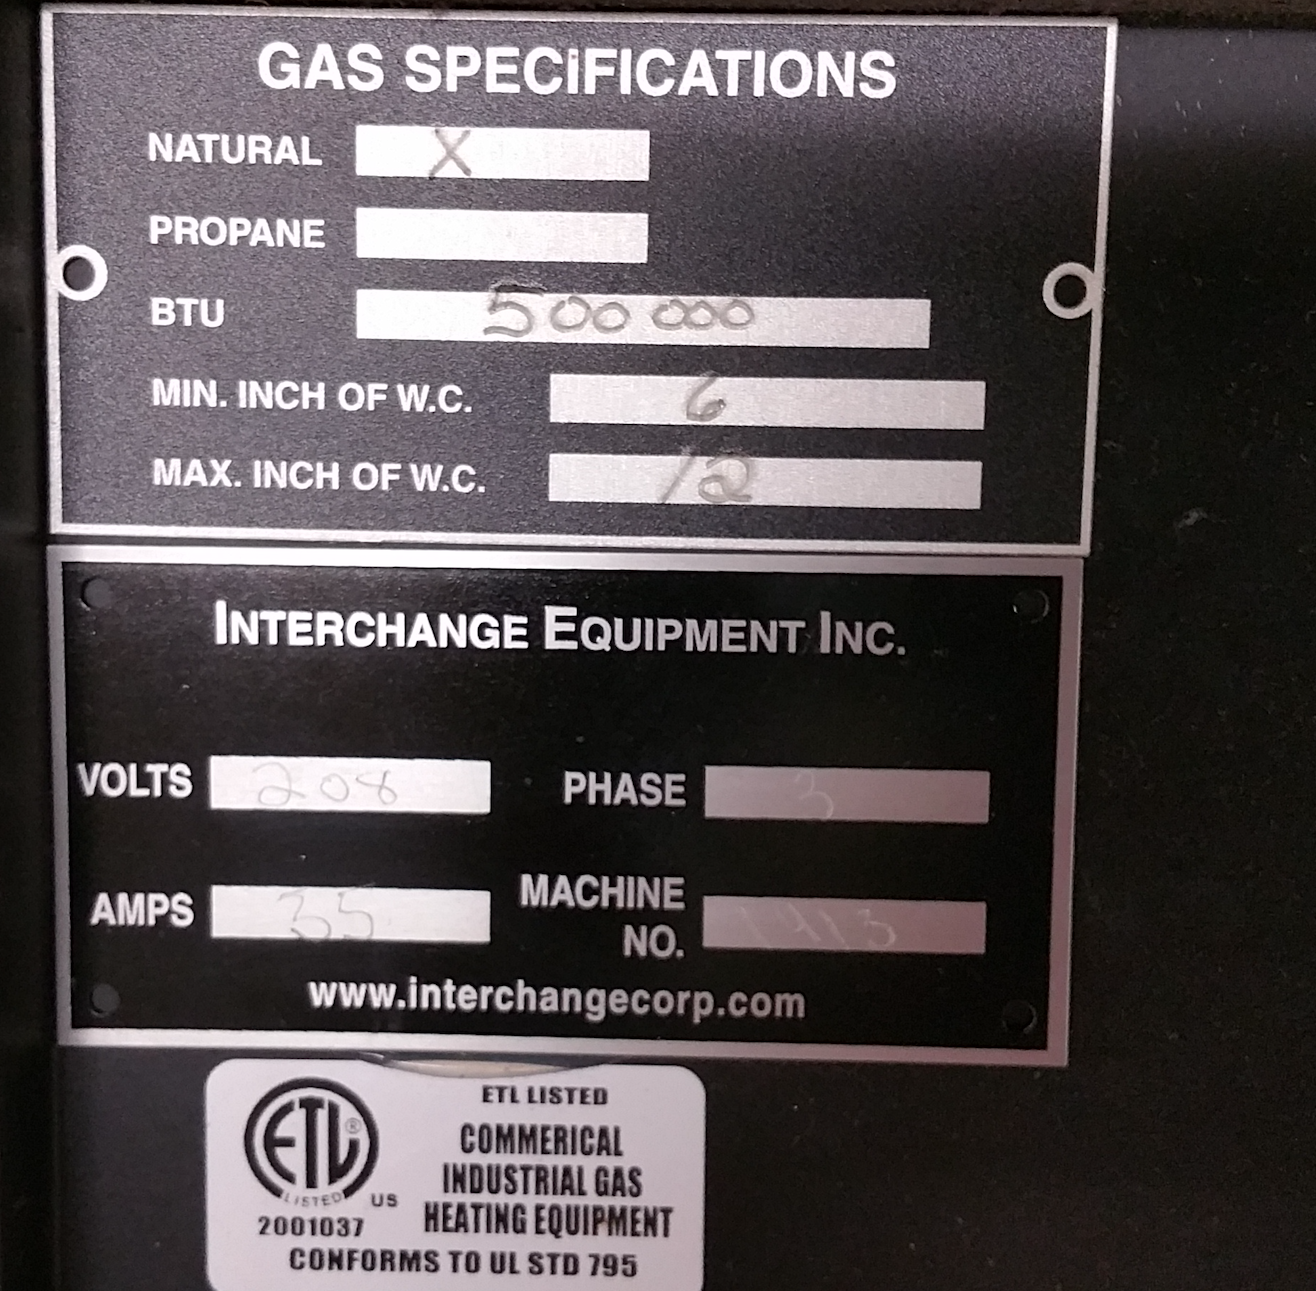 GAS SPECiFICATIONS
NATURAL X
PROPANE
BTU 500 000
MIN. INCH OF W.C. 6
MAX. INCH OF W.C. 12
INTERCHANGE EQUIPMENT INC.
VOLTS 208 PHASE 3
AMPS 35 MACHINE NO. 1413
www.interchangecorp.com
ETL LISTED
COMMERICAL
INDUSTRIAL GAS
HEATING EQUIPMENT
ETL ®
LISTED US
2001037
CONFORMS TO UL STD 795